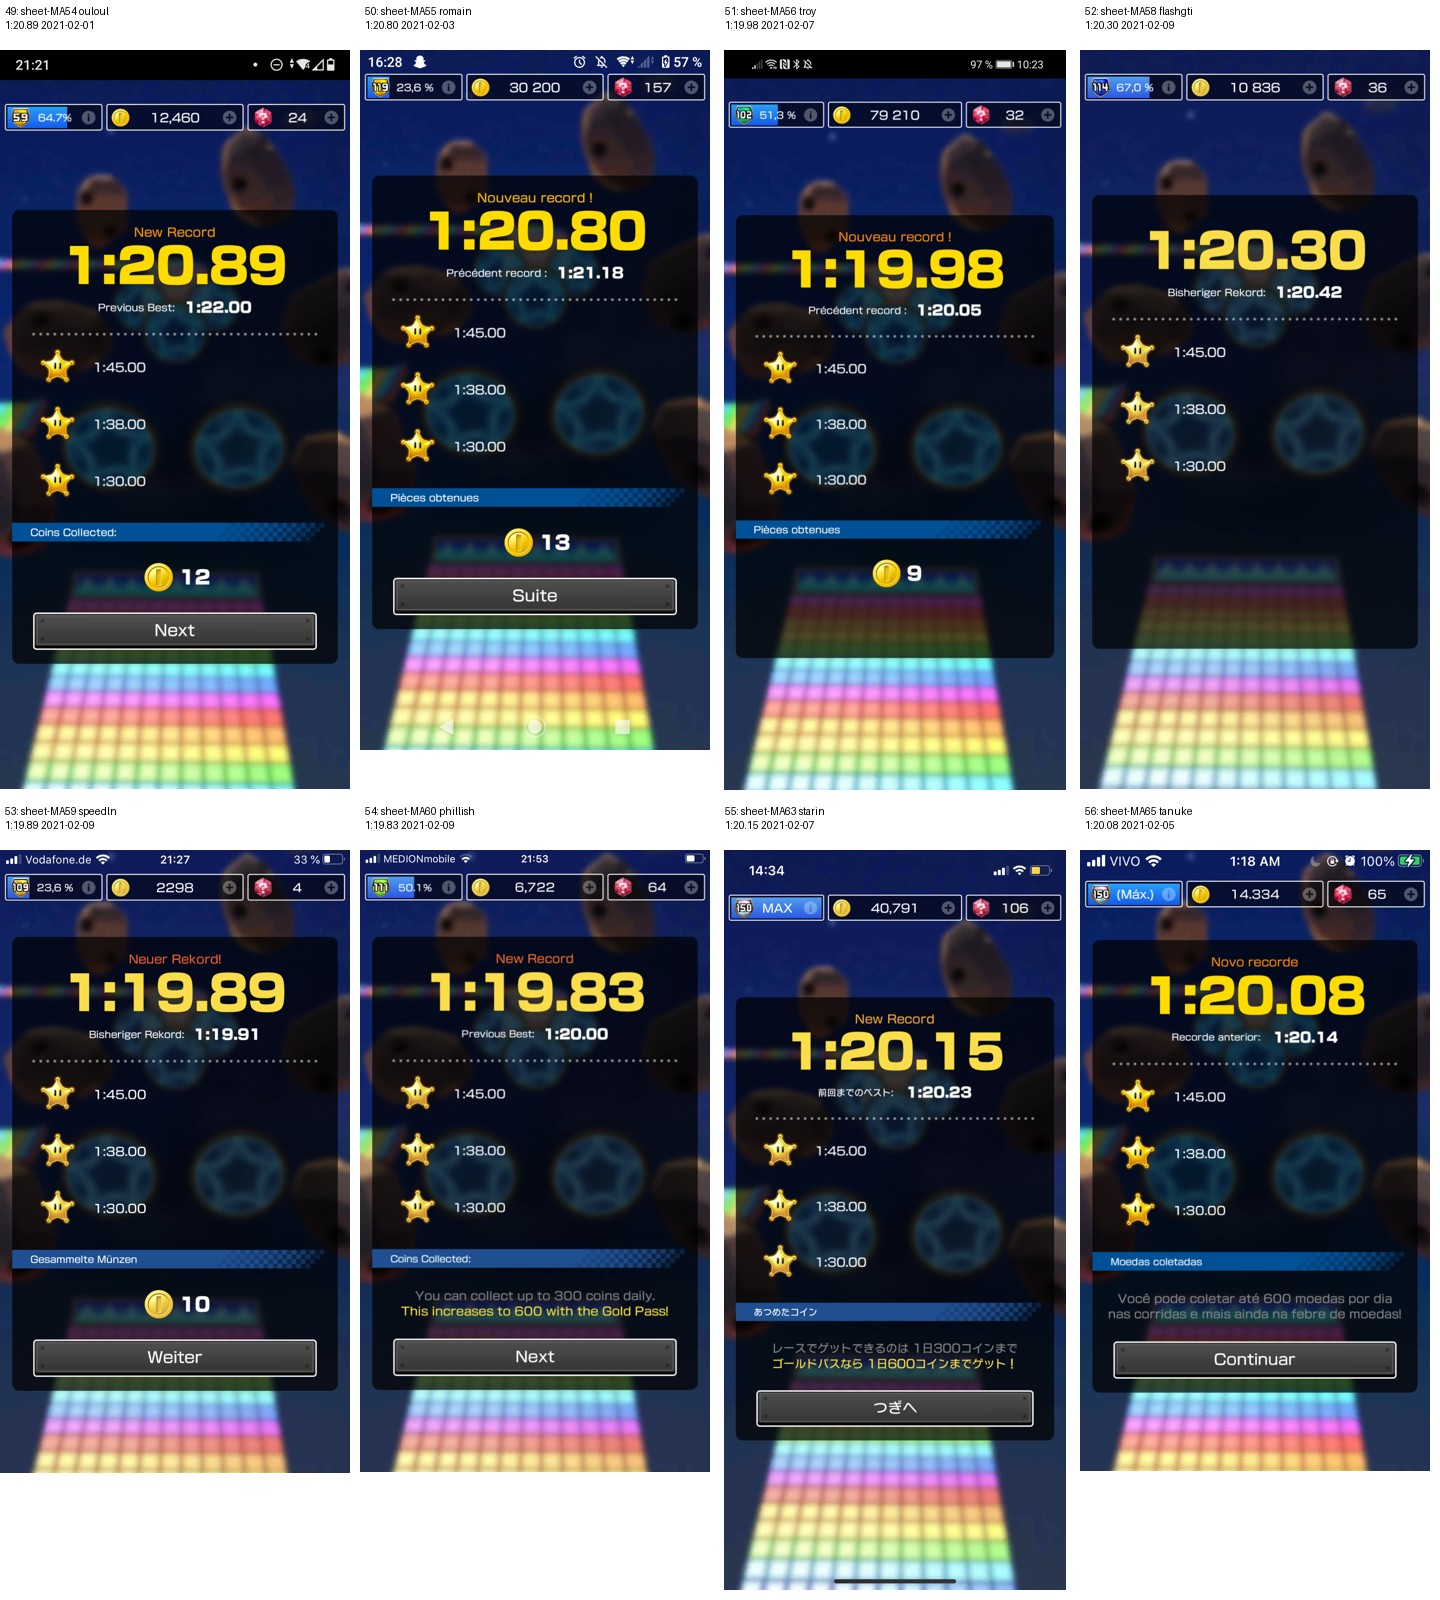 49: sheet-MA54 ouloul
1:20.89 2021-02-01
21:21
59 64.7% 12,460 24
New Record
1:20.89
Previous Best: 1:22.00
1:45.00
1:38.00
1:30.00
Coins Collected:
12
Next
50: sheet-MA55 romain
1:20.80 2021-02-03
16:28 57 %
119 23,6 % 30 200 157
Nouveau record !
1:20.80
Précédent record : 1:21.18
1:45.00
1:38.00
1:30.00
Pièces obtenues
13
Suite
51: sheet-MA56 troy
1:19.98 2021-02-07
97 % 10:23
102 51,3 % 79 210 32
Nouveau record !
1:19.98
Précédent record : 1:20.05
1:45.00
1:38.00
1:30.00
Pièces obtenues
9
52: sheet-MA58 flashgti
1:20.30 2021-02-09
114 67,0 % 10 836 36
1:20.30
Bisheriger Rekord: 1:20.42
1:45.00
1:38.00
1:30.00
53: sheet-MA59 speedln
1:19.89 2021-02-09
Vodafone.de 21:27 33 %
109 23,6 % 2298 4
Neuer Rekord!
1:19.89
Bisheriger Rekord: 1:19.91
1:45.00
1:38.00
1:30.00
Gesammelte Münzen
10
Weiter
54: sheet-MA60 phillish
1:19.83 2021-02-09
MEDIONmobile 21:53
111 50.1% 6,722 64
New Record
1:19.83
Previous Best: 1:20.00
1:45.00
1:38.00
1:30.00
Coins Collected:
You can collect up to 300 coins daily.
This increases to 600 with the Gold Pass!
Next
55: sheet-MA63 starin
1:20.15 2021-02-07
14:34
150 MAX 40,791 106
New Record
1:20.15
前回までのベスト: 1:20.23
1:45.00
1:38.00
1:30.00
あつめたコイン
レースでゲットできるのは 1日300コインまで
ゴールドパスなら 1日600コインまでゲット！
つぎへ
56: sheet-MA65 tanuke
1:20.08 2021-02-05
VIVO 1:18 AM 100%
150 (Máx.) 14.334 65
Novo recorde
1:20.08
Recorde anterior: 1:20.14
1:45.00
1:38.00
1:30.00
Moedas coletadas
Você pode coletar até 600 moedas por dia
nas corridas e mais ainda na febre de moedas!
Continuar